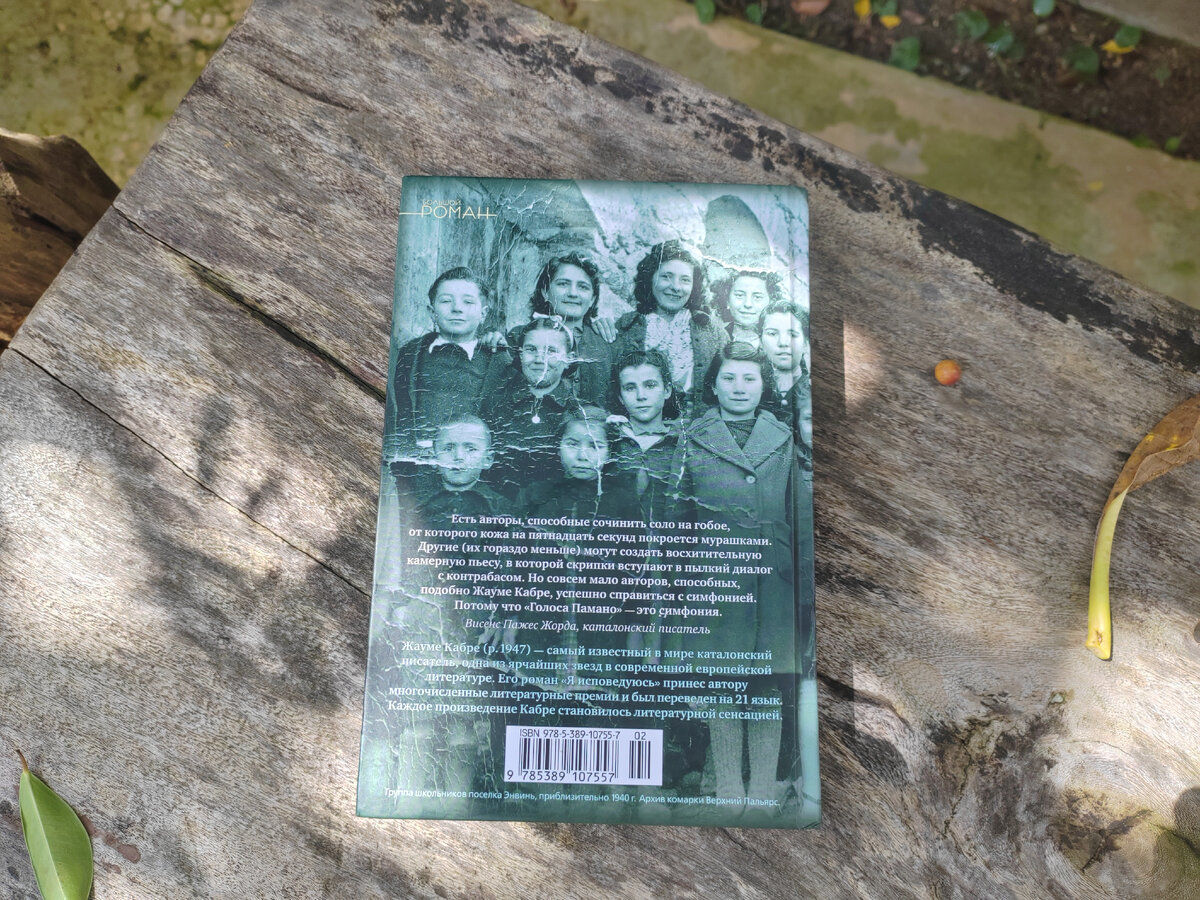 БОЛЬШОЙ
РОМАН
Есть авторы, способные сочинить соло на гобое,
от которого кожа на пятнадцать секунд покроется мурашками.
Другие (их гораздо меньше) могут создать восхитительную
камерную пьесу, в которой скрипки вступают в пылкий диалог
с контрабасом. Но совсем мало авторов, способных,
подобно Жауме Кабре, успешно справиться с симфонией.
Потому что «Голоса Памано» — это симфония.
Висенс Пажес Жорда, каталонский писатель
Жауме Кабре (р. 1947) — самый известный в мире каталонский
писатель, одна из ярчайших звезд в современной европейской
литературе. Его роман «Я исповедуюсь» принес автору
многочисленные литературные премии и был переведен на 21 язык.
Каждое произведение Кабре становилось литературной сенсацией.
ISBN 978-5-389-10755-7 02
9 785389 107557
Группа школьников поселка Энвинь, приблизительно 1940 г. Архив комарки Верхний Пальярс.